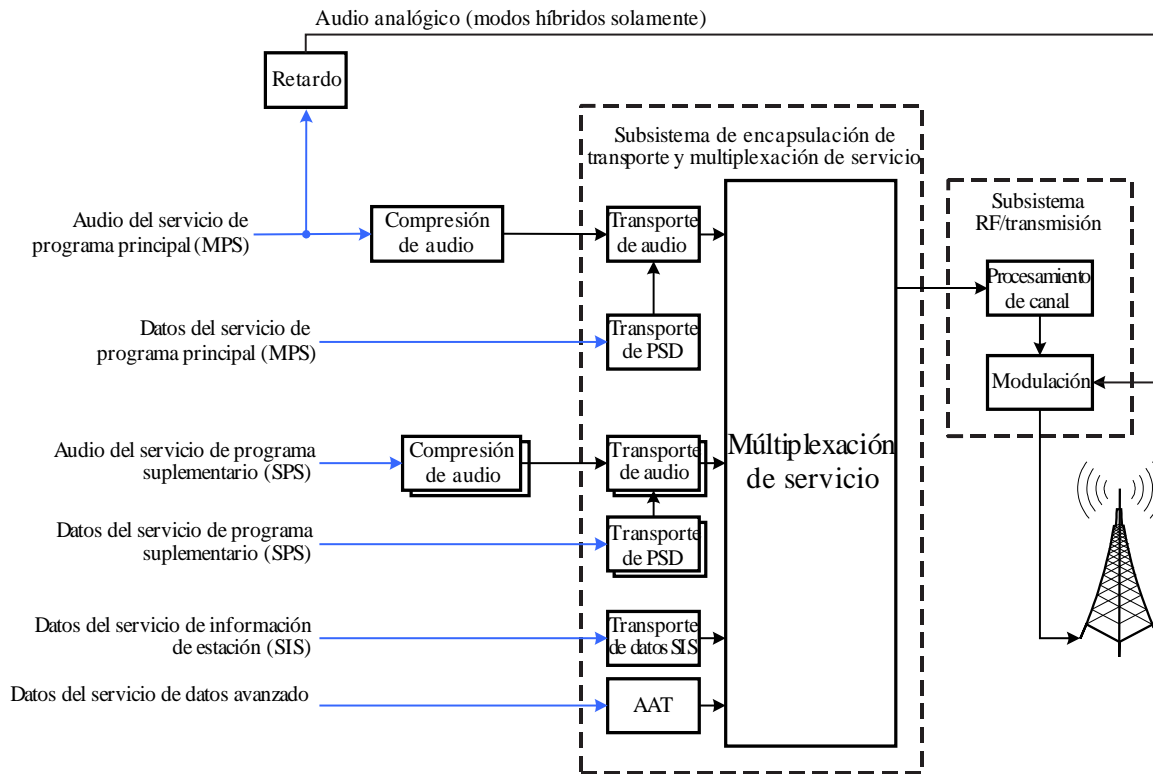 Audio analógico (modos híbridos solamente)
Retardo
Subsistema de encapsulación de
transporte y multiplexación de servicio
Subsistema
RF/transmisión
Audio del servicio de
programa principal (MPS)
Compresión
de audio
Transporte
de audio
Procesamiento
de canal
Datos del servicio de
programa principal (MPS)
Transporte
de PSD
Modulación
Múltiplexación
de servicio
Audio del servicio de programa
suplementario (SPS)
Compresión
de audio
Transporte
de audio
Datos del servicio de programa
suplementario (SPS)
Transporte
de PSD
Datos del servicio de información
de estación (SIS)
Transporte
de datos SIS
Datos del servicio de datos avanzado
AAT